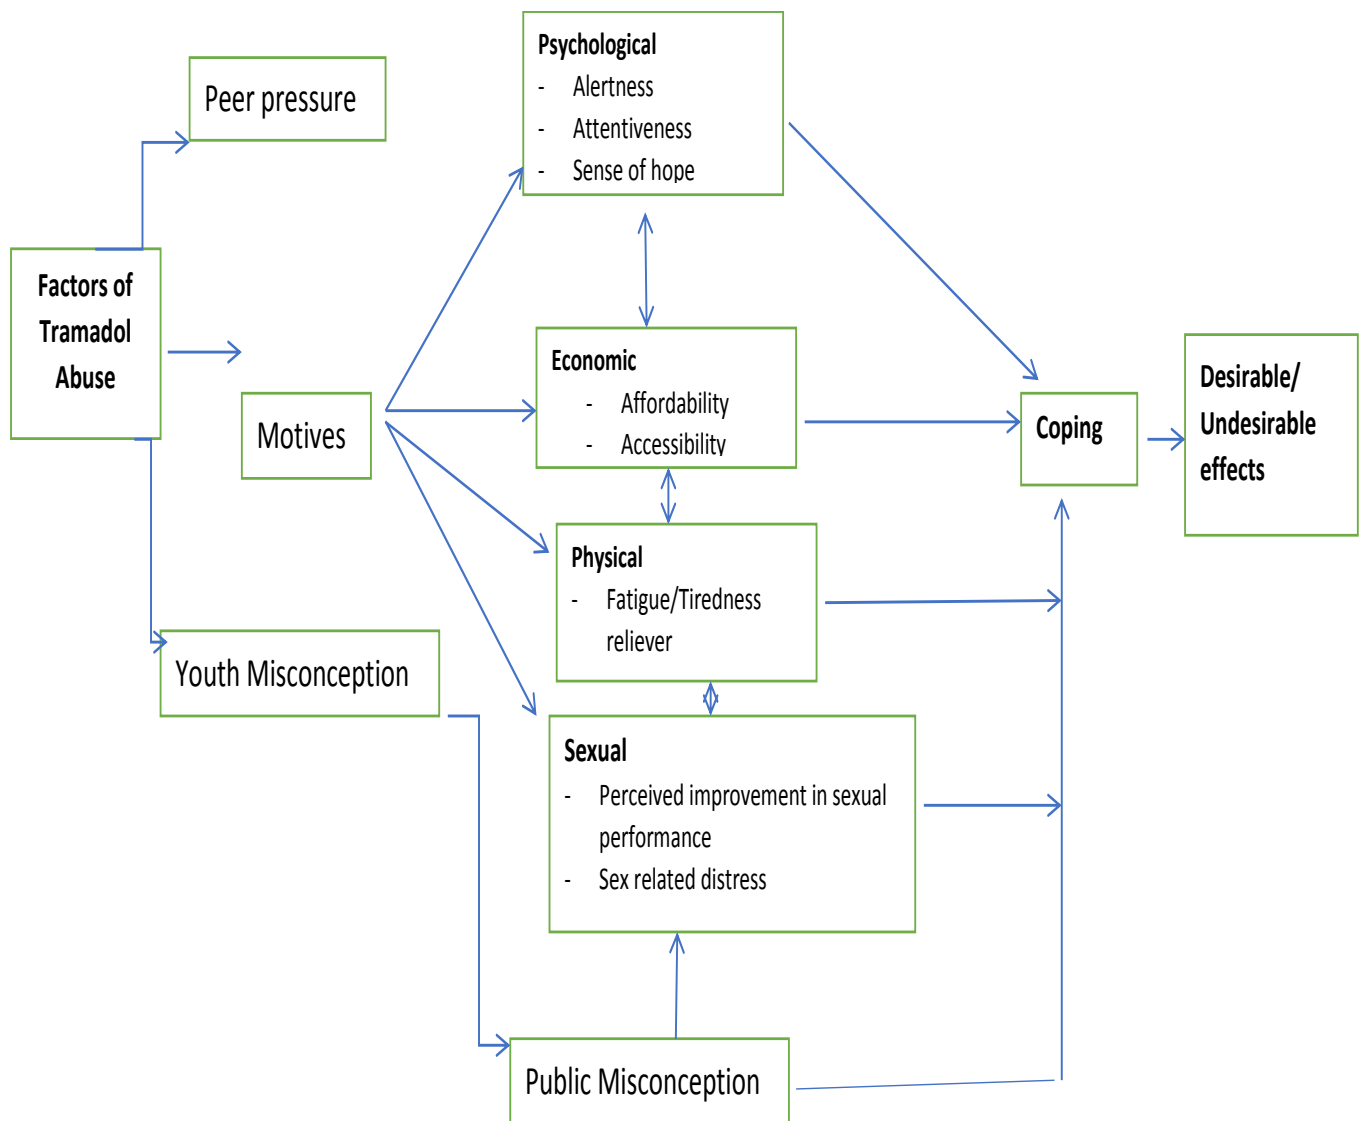 Psychological
- Alertness
- Attentiveness
- Sense of hope
Peer pressure
Factors of
Tramadol
Abuse
Motives
Economic
- Affordability
- Accessibility
Coping
Desirable/
Undesirable
effects
Physical
- Fatigue/Tiredness
reliever
Youth Misconception
Sexual
- Perceived improvement in sexual
performance
- Sex related distress
Public Misconception